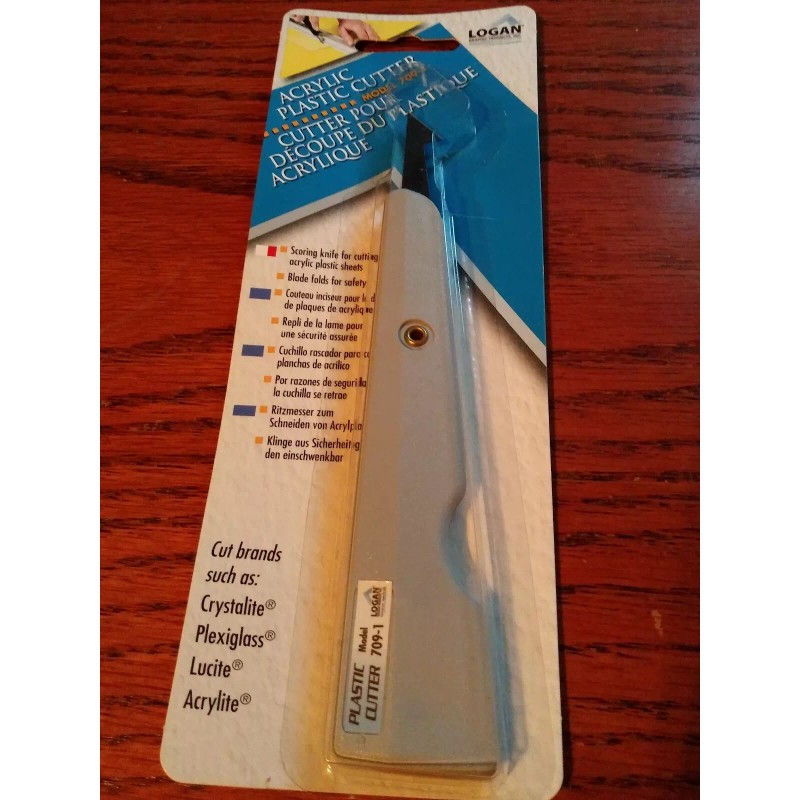 LOGAN
ACRYLIC
PLASTIC CUTTER
MODEL 709-1
CUTTER POUR
DÉCOUPE DU PLASTIQUE
ACRYLIQUE
Scoring knife for cutting
acrylic plastic sheets
Blade folds for safety
Couteau inciseur pour
de plaques de acrylique
Repli de la lame pour
une sécurité assurée
Cuchillo rascador para
planchas de acrílico
Por razones de
la cuchilla se retrae
Ritzmesser zum
Schneiden von
Klinge aus
den einschwenkbar
Cut brands
such as:
Crystalite®
Plexiglass®
Lucite®
Acrylite®
PLASTIC
CUTTER
Model
709-1
LOGAN